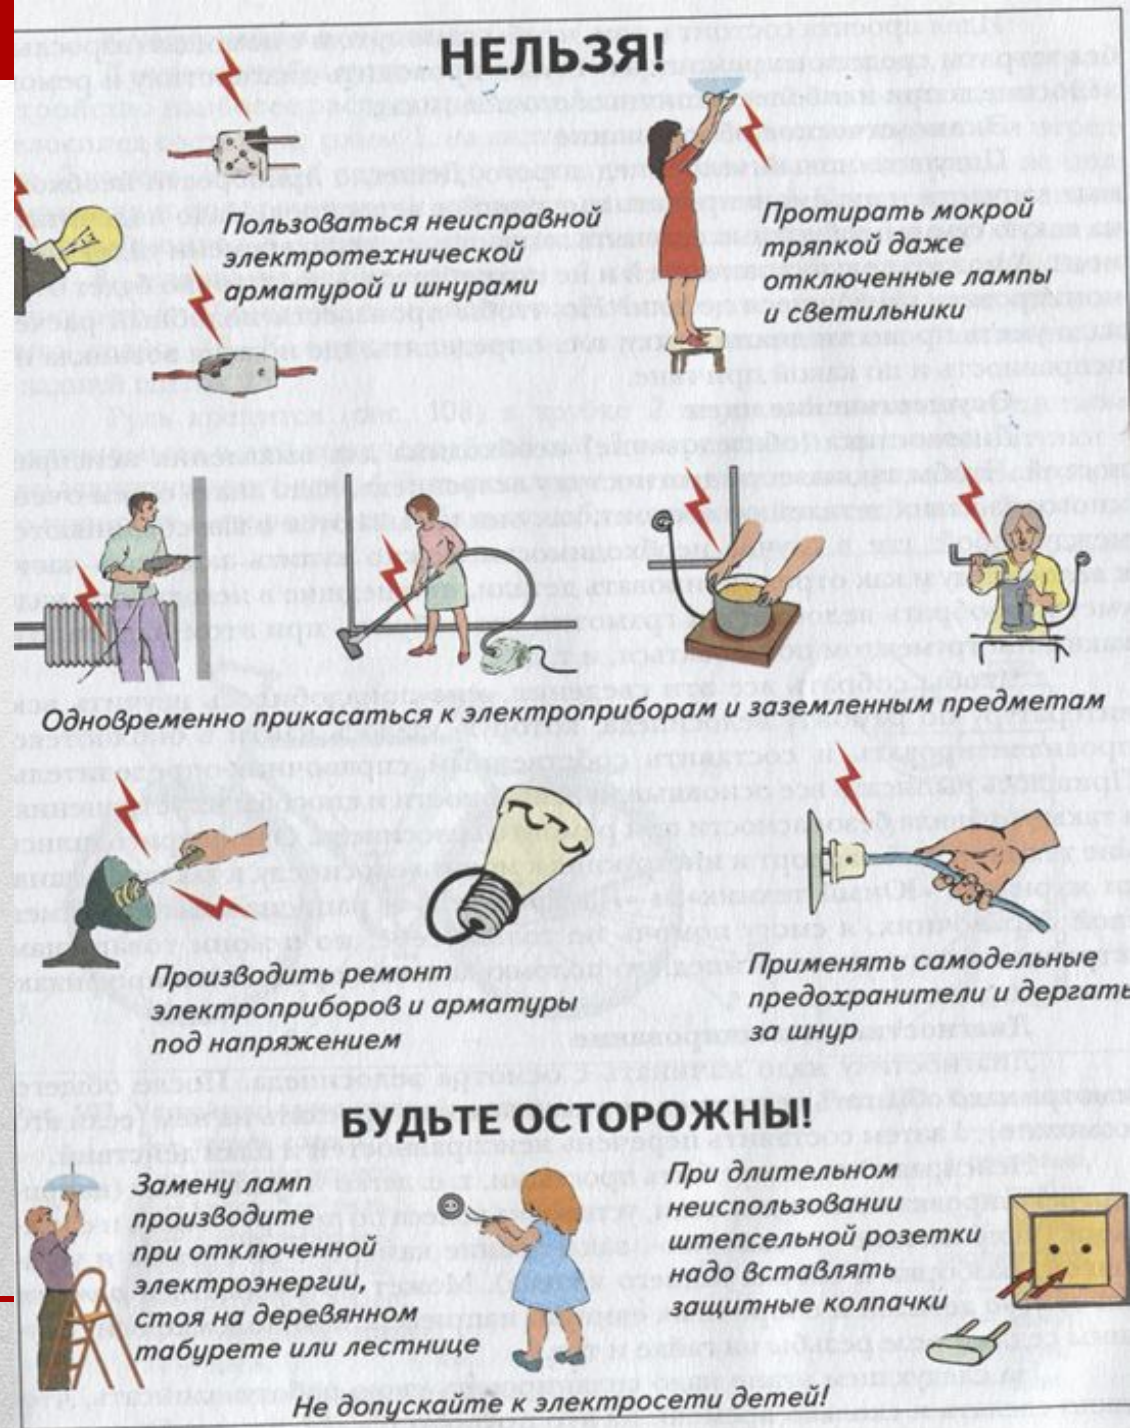 НЕЛЬЗЯ!
Пользоваться неисправной
электротехнической
арматурой и шнурами
Протирать мокрой
тряпкой даже
отключенные лампы
и светильники
Одновременно прикасаться к электроприборам и заземленным предметам
Производить ремонт
электроприборов и арматуры
под напряжением
Применять самодельные
предохранители и дергать
за шнур
БУДЬТЕ ОСТОРОЖНЫ!
Замену ламп
производите
при отключенной
электроэнергии,
стоя на деревянном
табурете или лестнице
При длительном
неиспользовании
штепсельной розетки
надо вставлять
защитные колпачки
Не допускайте к электросети детей!